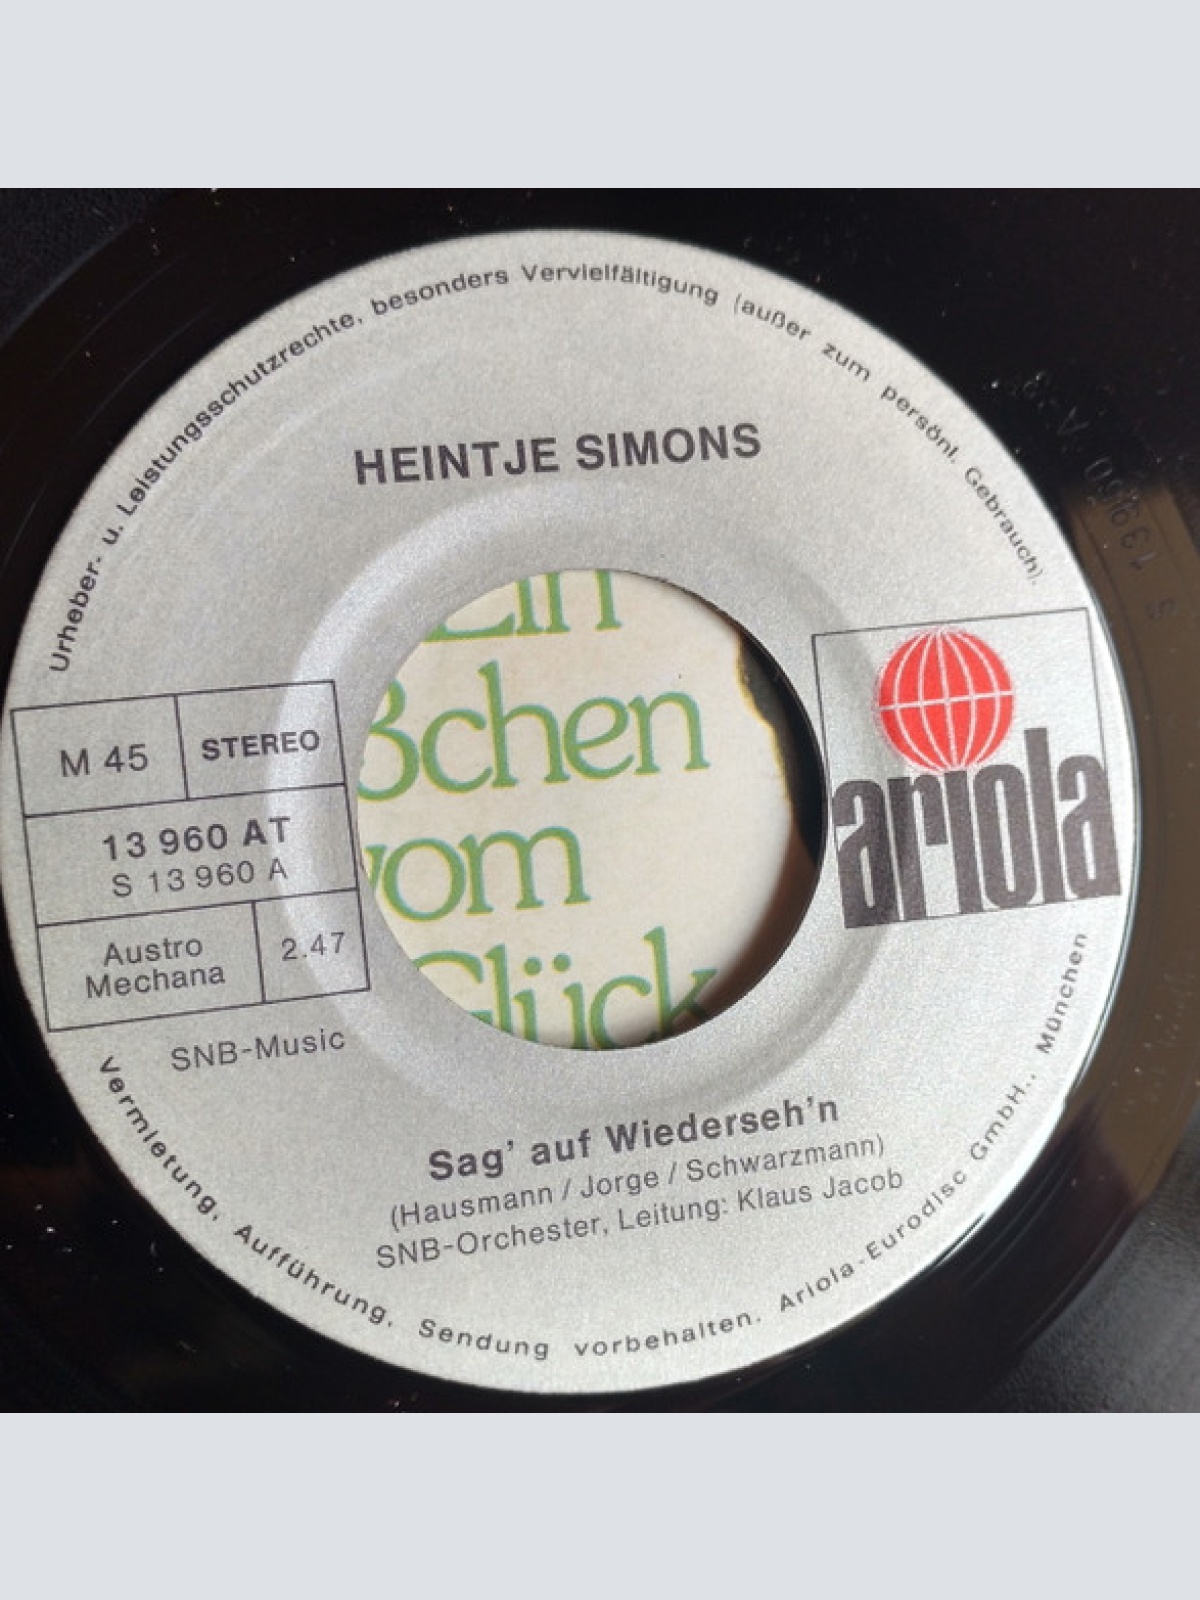 Urheber- u. Leistungsschutzrechte, besonders Vervielfältigung (außer zum persönl. Gebrauch).
HEINTJE SIMONS
ariola
M 45
STEREO
13 960 AT
S 13 960 A
Austro
Mechana
2.47
SNB-Music
Ein
ßchen
vom
Glück
Sag' auf Wiederseh'n
(Hausmann / Jorge / Schwarzmann)
SNB-Orchester, Leitung: Klaus Jacob
Vermietung, Aufführung, Sendung vorbehalten. Ariola-Eurodisc GmbH., München